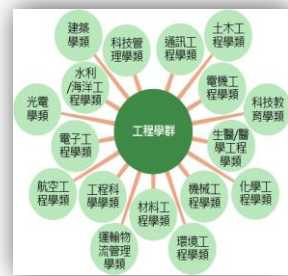 建築
學類
科技管
理學類
通訊工
程學類
土木工
程學類
水利
/海洋工
程學類
電機工
程學類
光電
學類
工程學群
科技教
育學類
電子工
程學類
生醫/醫
學工程
學類
航空工
程學類
工程科
學學類
機械工
程學類
化學工
程學類
材料工
程學類
運輸物
流管理
學類
環境工
程學類